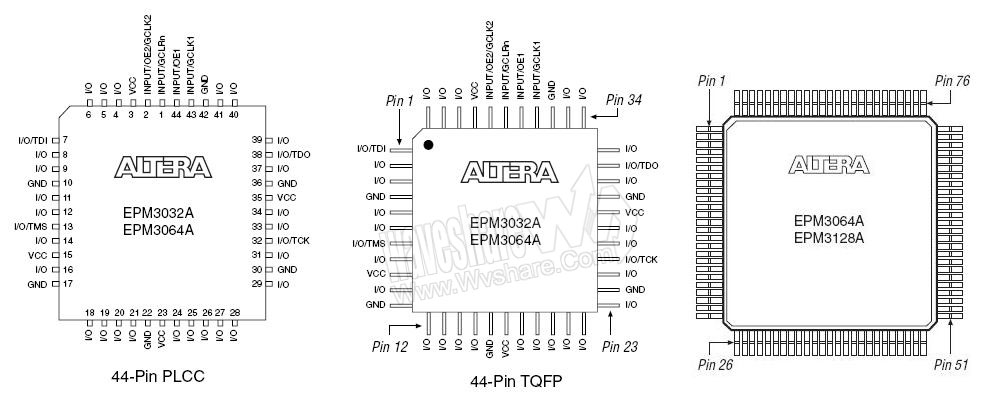 I/O
I/O
I/O
VCC
INPUT/OE2/GCLK2
INPUT/GCLRn
INPUT/OE1
INPUT/GCLK1
GND
I/O
I/O
6 5 4 3 2 1 44 43 42 41 40
I/O/TDI 7
I/O 8
I/O 9
GND 10
I/O 11
I/O 12
I/O/TMS 13
I/O 14
VCC 15
I/O 16
GND 17
ALTERA
EPM3032A
EPM3064A
39 I/O
38 I/O/TDO
37 I/O
36 GND
35 VCC
34 I/O
33 I/O
32 I/O/TCK
31 I/O
30 GND
29 I/O
18 19 20 21 22 23 24 25 26 27 28
I/O
I/O
I/O
I/O
GND
VCC
I/O
I/O
I/O
I/O
I/O
44-Pin PLCC
I/O
I/O
I/O
VCC
INPUT/OE2/GCLK2
INPUT/GCLRn
INPUT/OE1
INPUT/GCLK1
GND
I/O
I/O
Pin 1
Pin 34
I/O/TDI
I/O
I/O
GND
I/O
I/O
I/O/TMS
I/O
VCC
I/O
GND
ALTERA
EPM3032A
EPM3064A
Waveshare
www.Wvshare.com
I/O
I/O/TDO
I/O
GND
VCC
I/O
I/O
I/O/TCK
I/O
GND
I/O
Pin 12
Pin 23
I/O
I/O
I/O
I/O
GND
VCC
I/O
I/O
I/O
I/O
I/O
44-Pin TQFP
Pin 1
Pin 76
ALTERA
EPM3064A
EPM3128A
Pin 26
Pin 51